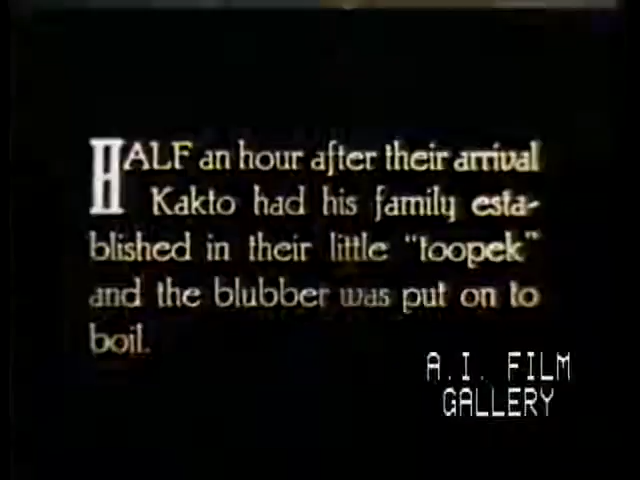 HALF an hour after their arrival
Kakto had his family esta-
blished in their little "toopek"
and the blubber was put on to
boil.
A.I. FILM
GALLERY